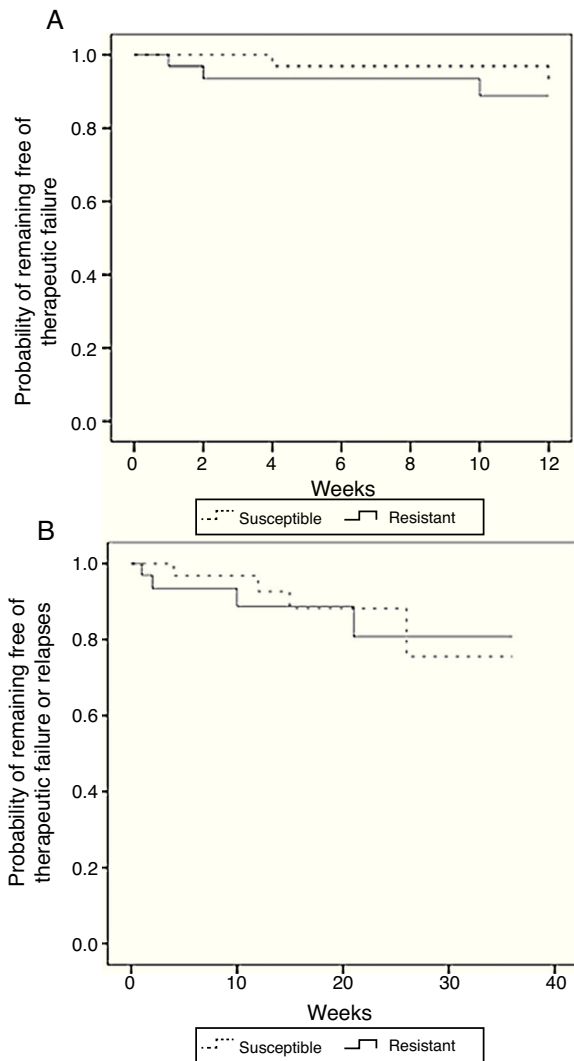 A
Probability of remaining free of
therapeutic failure
1.0
0.8
0.6
0.4
0.2
0.0
0 2 4 6 8 10 12
Weeks
Susceptible Resistant
B
Probability of remaining free of
therapeutic failure or relapses
1.0
0.8
0.6
0.4
0.2
0.0
0 10 20 30 40
Weeks
Susceptible Resistant